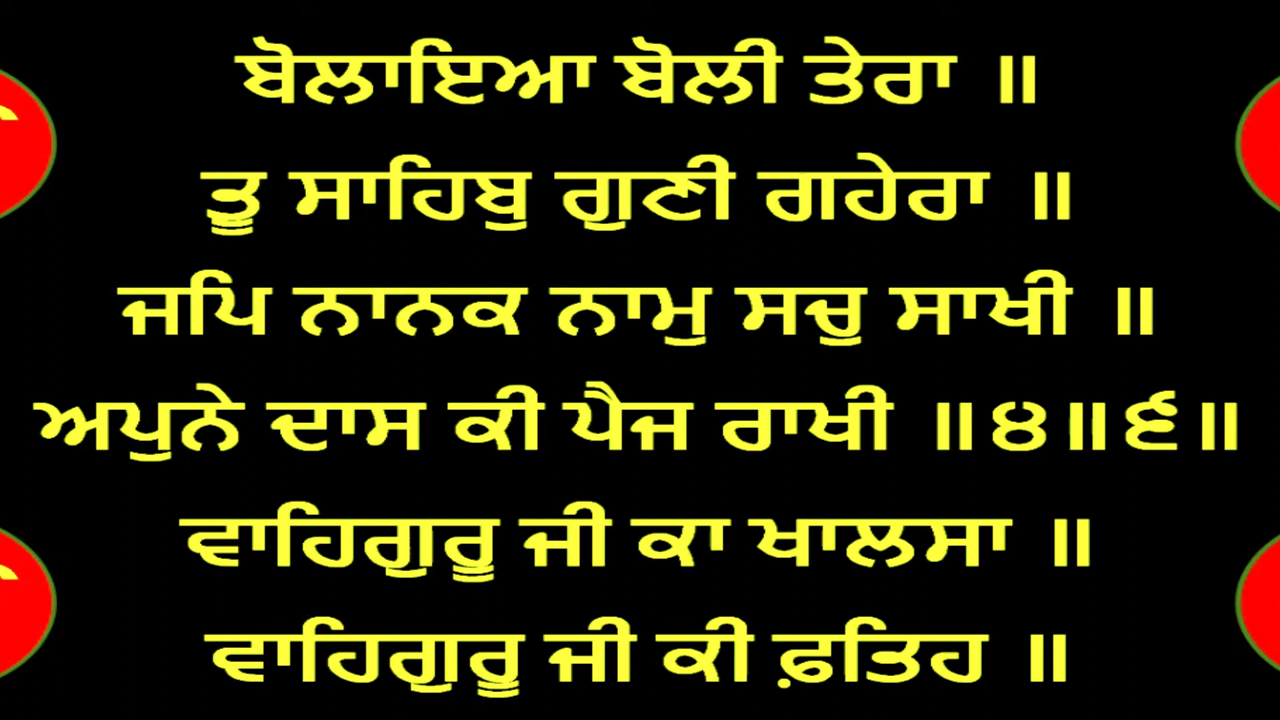 ਬੋਲਾਇਆ ਬੋਲੀ ਤੇਰਾ ॥
ਤੂ ਸਾਹਿਬੁ ਗੁਣੀ ਗਹੇਰਾ ॥
ਜਪਿ ਨਾਨਕ ਨਾਮੁ ਸਚੁ ਸਾਖੀ ॥
ਅਪੁਨੇ ਦਾਸ ਕੀ ਪੈਜ ਰਾਖੀ ॥੪॥੬॥
ਵਾਹਿਗੁਰੂ ਜੀ ਕਾ ਖਾਲਸਾ ॥
ਵਾਹਿਗੁਰੂ ਜੀ ਕੀ ਫ਼ਤਿਹ ॥